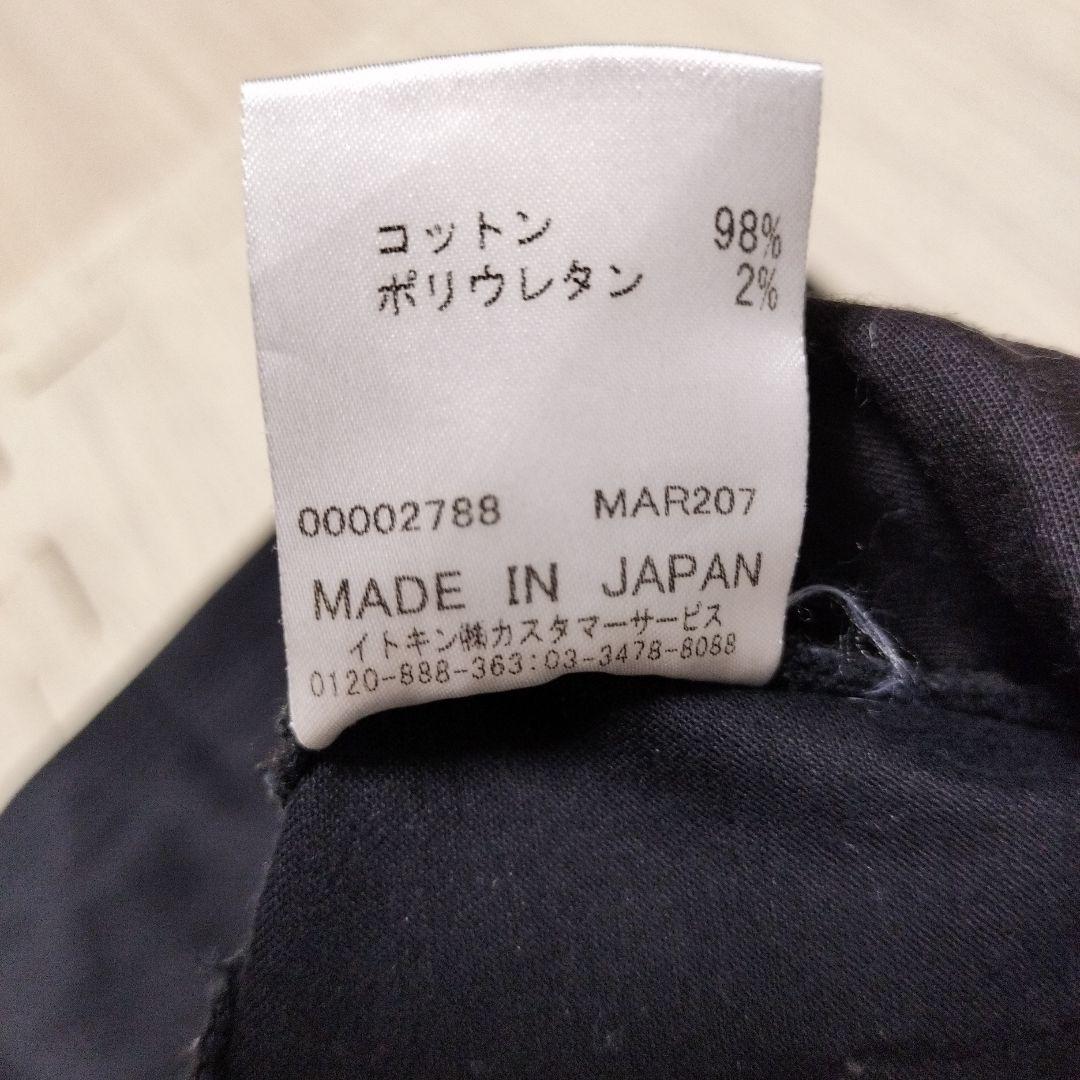 コットン 98%
ポリウレタン 2%
00002788 MAR207
MADE IN JAPAN
イトキン㈱カスタマーサービス
0120-888-363:03-3478-8088